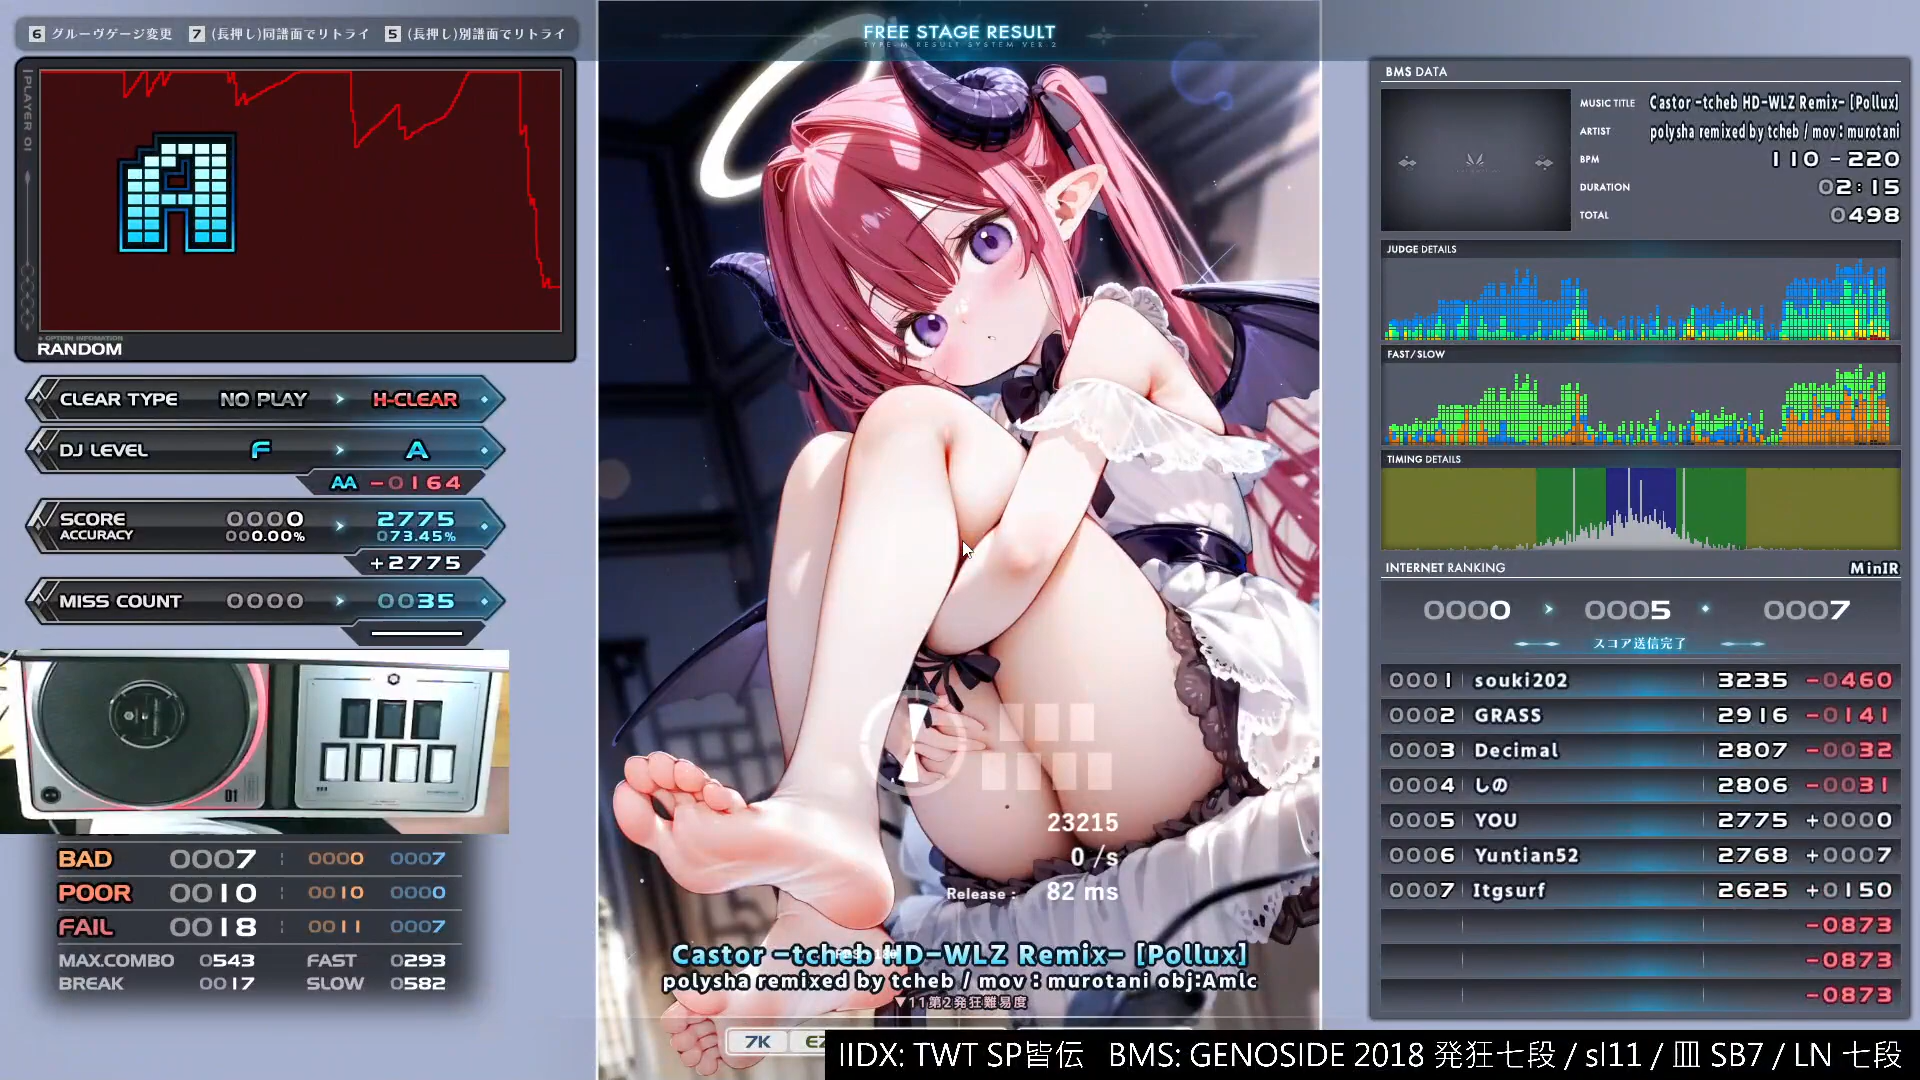 6 グルーヴゲージ変更 7 (長押し)同譜面でリトライ 5 (長押し)別譜面でリトライ
FREE STAGE RESULT
TYPE-M RESULT SYSTEM VER.2
PLAYER 01
A
OPTION INFOMATION
RANDOM
CLEAR TYPE NO PLAY H-CLEAR
DJ LEVEL F A
AA -0164
SCORE 0000 2775
ACCURACY 000.00% 073.45%
+2775
MISS COUNT 0000 0035
01
BAD 0007 0000 0007
POOR 0010 0010 0000
FAIL 0018 0011 0007
MAX.COMBO 0543 FAST 0293
BREAK 0017 SLOW 0582
23215
0 /s
Release : 82 ms
Castor -tcheb HD-WLZ Remix- [Pollux]
polysha remixed by tcheb / mov : murotani obj:Amlc
▼11第2発狂難易度
7K
BMS DATA
MUSIC TITLE Castor -tcheb HD-WLZ Remix- [Pollux]
ARTIST polysha remixed by tcheb / mov : murotani
BPM 110 - 220
DURATION 02:15
TOTAL 0498
JUDGE DETAILS
FAST/SLOW
TIMING DETAILS
INTERNET RANKING MinIR
0000 0005 0007
スコア送信完了
0001 souki202 3235 -0460
0002 GRASS 2916 -0141
0003 Decimal 2807 -0032
0004 しの 2806 -0031
0005 YOU 2775 +0000
0006 Yuntian52 2768 +0007
0007 Itgsurf 2625 +0150
-0873
-0873
-0873
IIDX: TWT SP皆伝 BMS: GENOSIDE 2018 発狂七段 / sl11 / 皿 SB7 / LN 七段